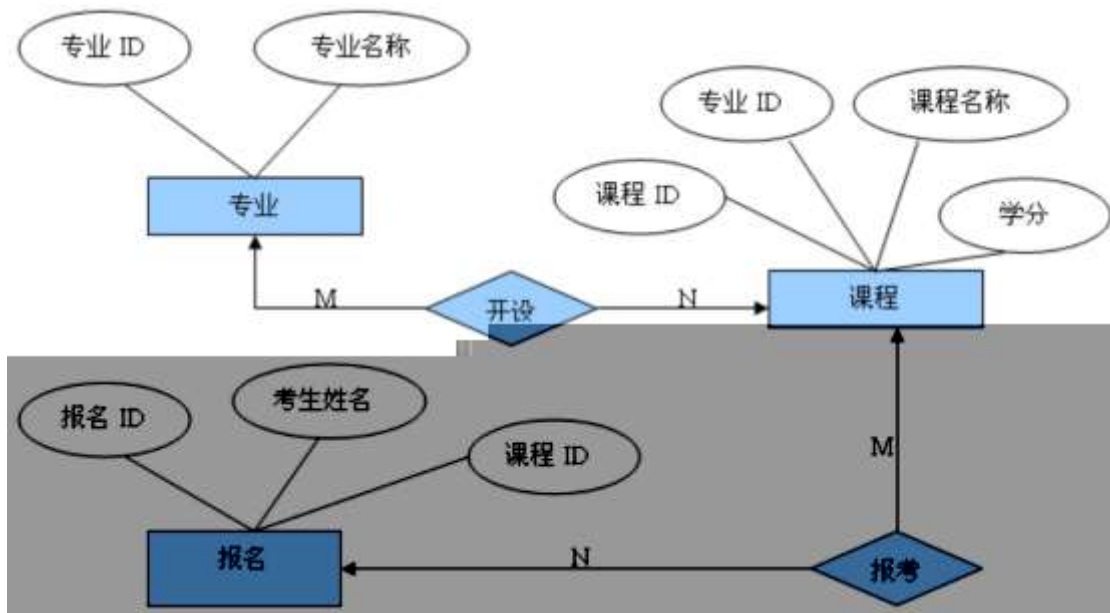 专业 ID
专业名称
专业 ID
课程名称
课程 ID
学分
专业
课程
M
开设
N
报名 ID
考生姓名
课程 ID
M
报名
N
报考